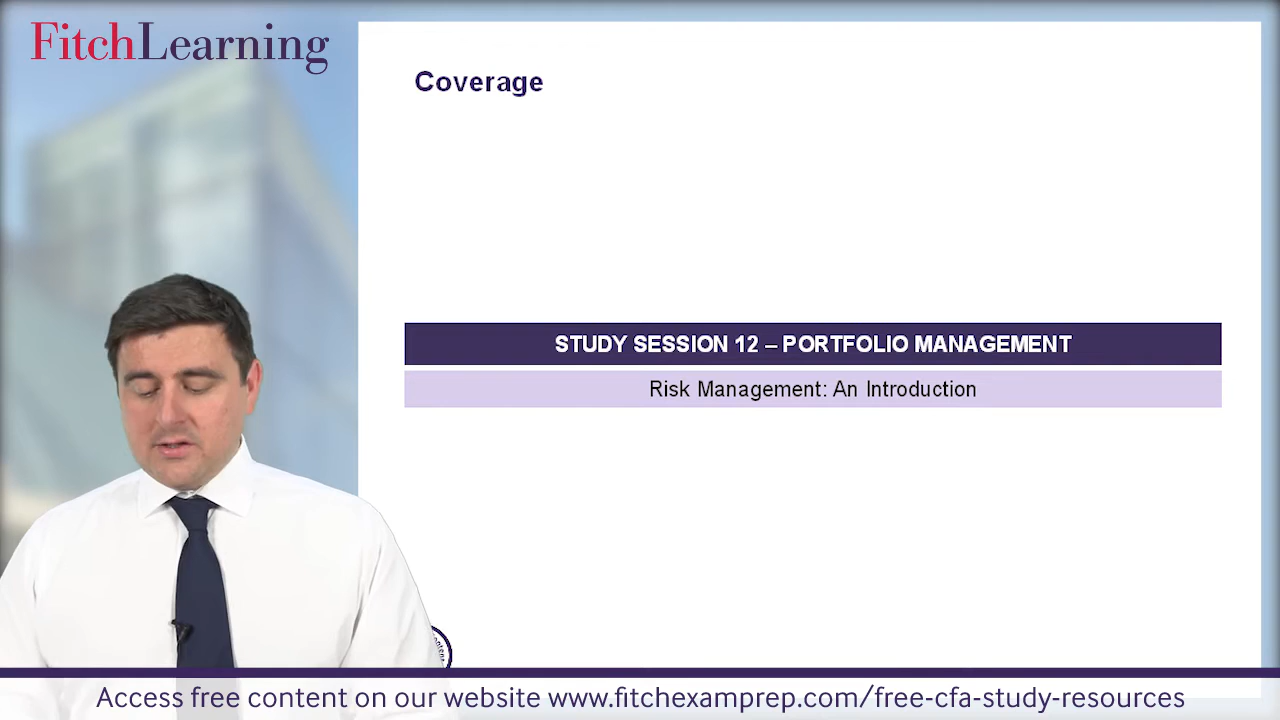 FitchLearning
Coverage
STUDY SESSION 12 – PORTFOLIO MANAGEMENT
Risk Management: An Introduction
Access free content on our website www.fitchexamprep.com/free-cfa-study-resources